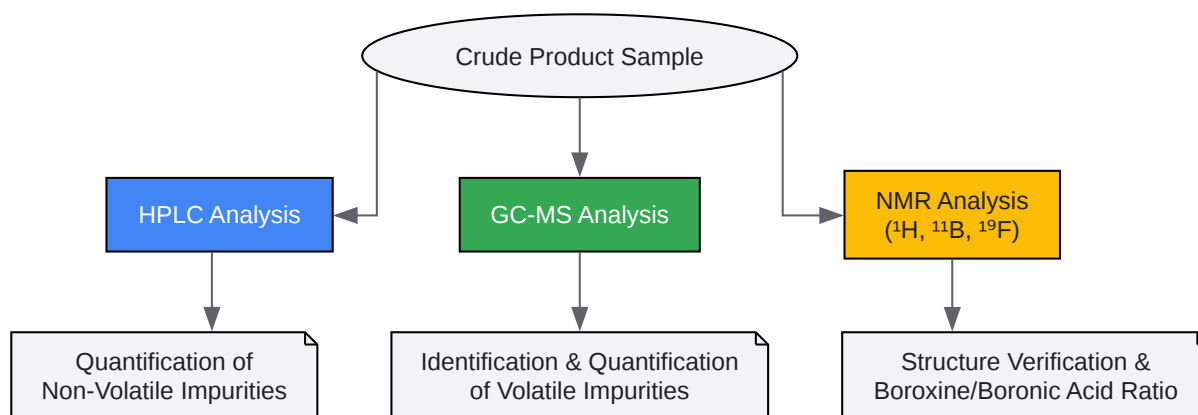 Crude Product Sample
HPLC Analysis
GC-MS Analysis
NMR Analysis
(¹H, ¹¹B, ¹⁹F)
Quantification of
Non-Volatile Impurities
Identification & Quantification
of Volatile Impurities
Structure Verification &
Boroxine/Boronic Acid Ratio